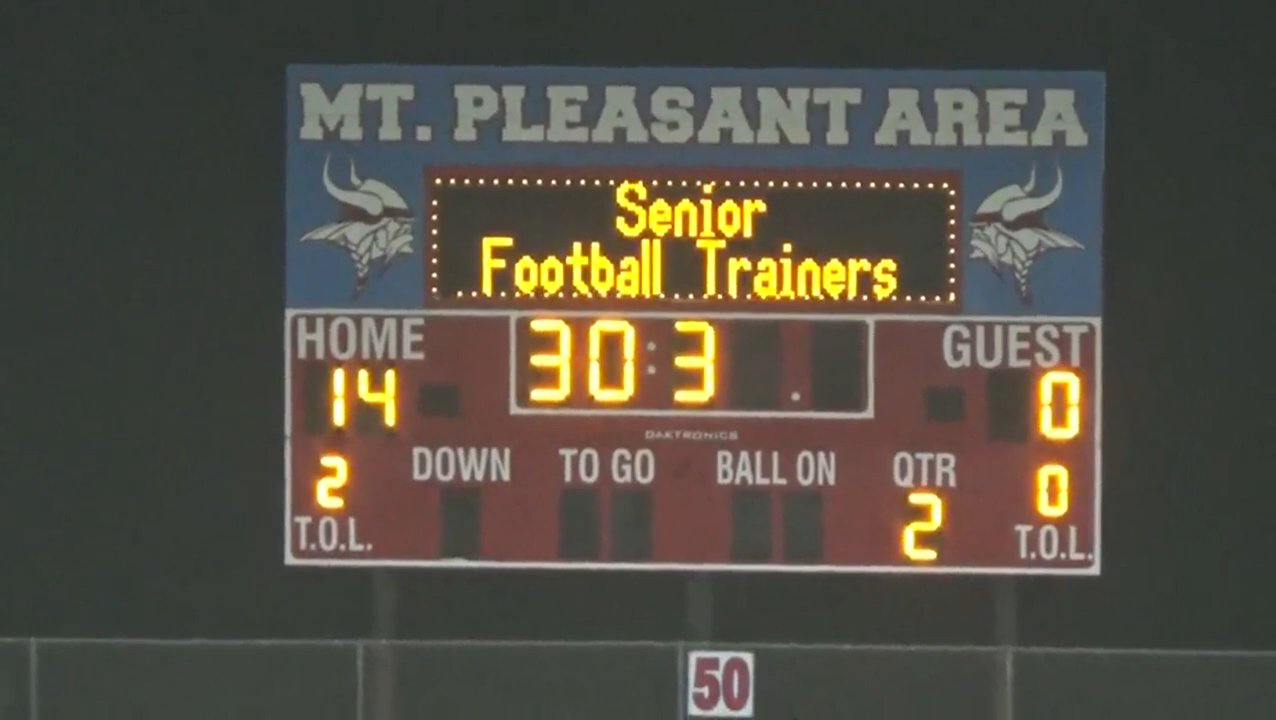 MT. PLEASANT AREA
Senior
Football Trainers
HOME
30:3 .
GUEST
14
0
DAKTRONICS
DOWN
TO GO
BALL ON
QTR
2
0
2
T.O.L.
T.O.L.
50